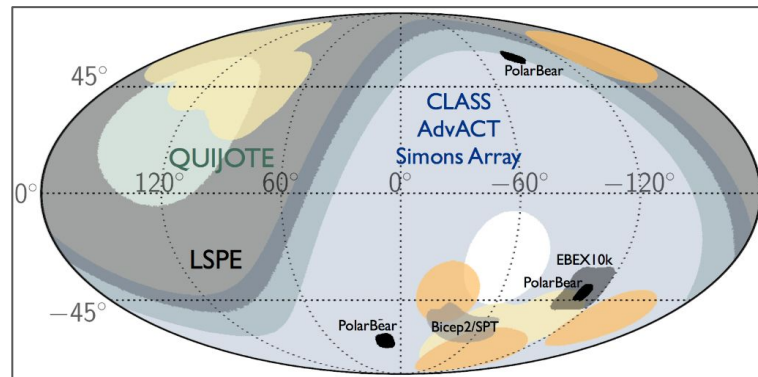 45°
PolarBear
CLASS
AdvACT
Simons Array
QUIJOTE
0°
120°
60°
0°
−60°
−120°
LSPE
EBEX10k
PolarBear
−45°
PolarBear
Bicep2/SPT